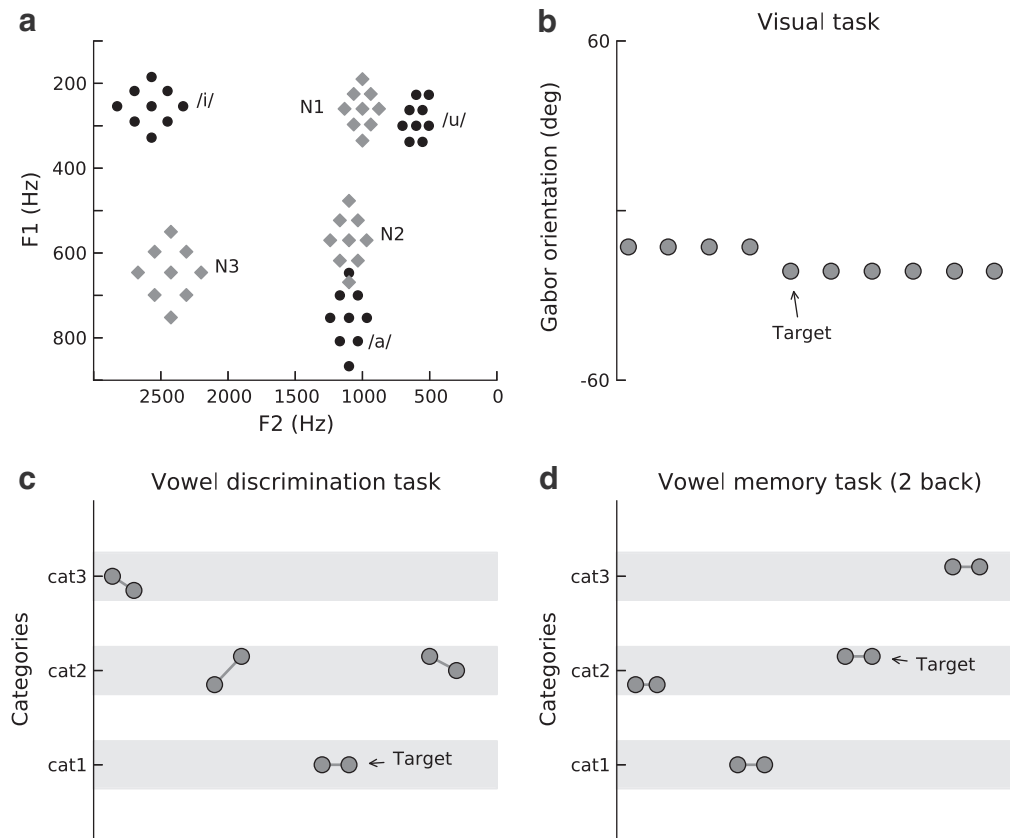 a
200
400
600
800
F1 (Hz)
2500 2000 1500 1000 500 0
F2 (Hz)
/i/
N1
/u/
N2
N3
/a/
b
Visual task
60
-60
Gabor orientation (deg)
Target
c
Vowel discrimination task
cat3
cat2
cat1
Categories
Target
d
Vowel memory task (2 back)
cat3
cat2
cat1
Categories
Target